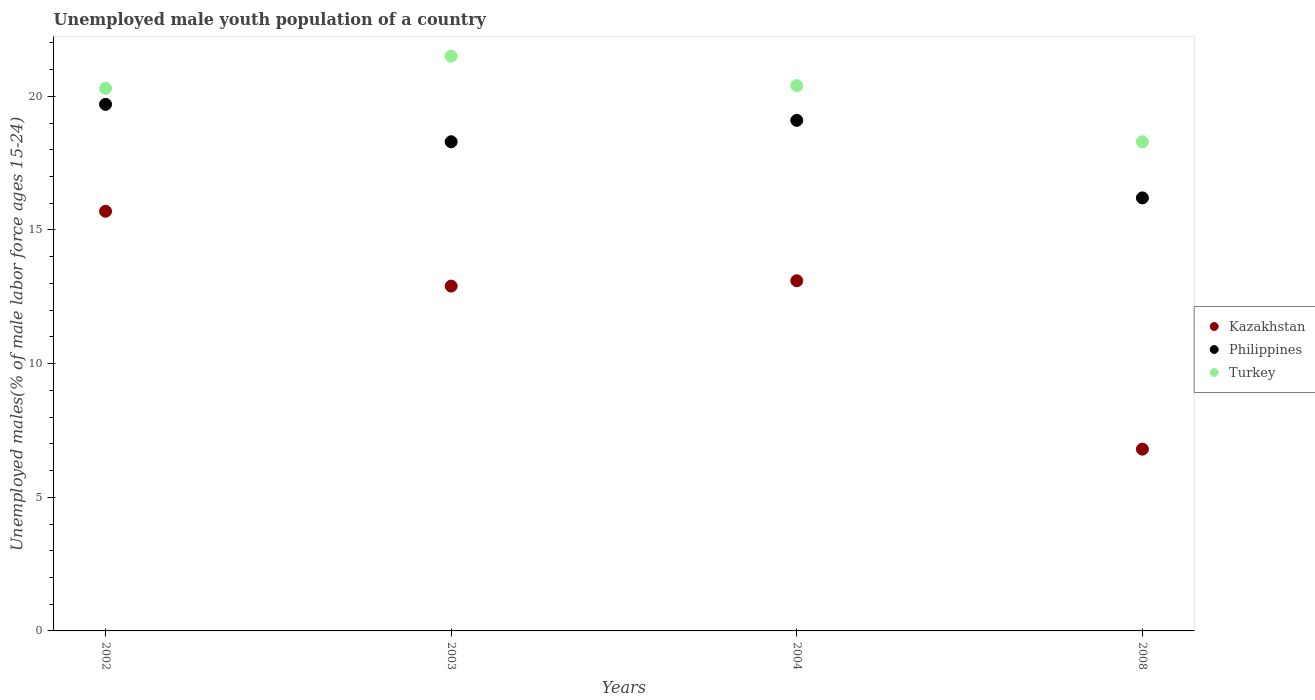 Unemployed male youth population of a country
Unemployed males(% of male labor force ages 15-24)
20
15
10
5
0
2002
2003
2004
2008
Years
Kazakhstan
Philippines
Turkey